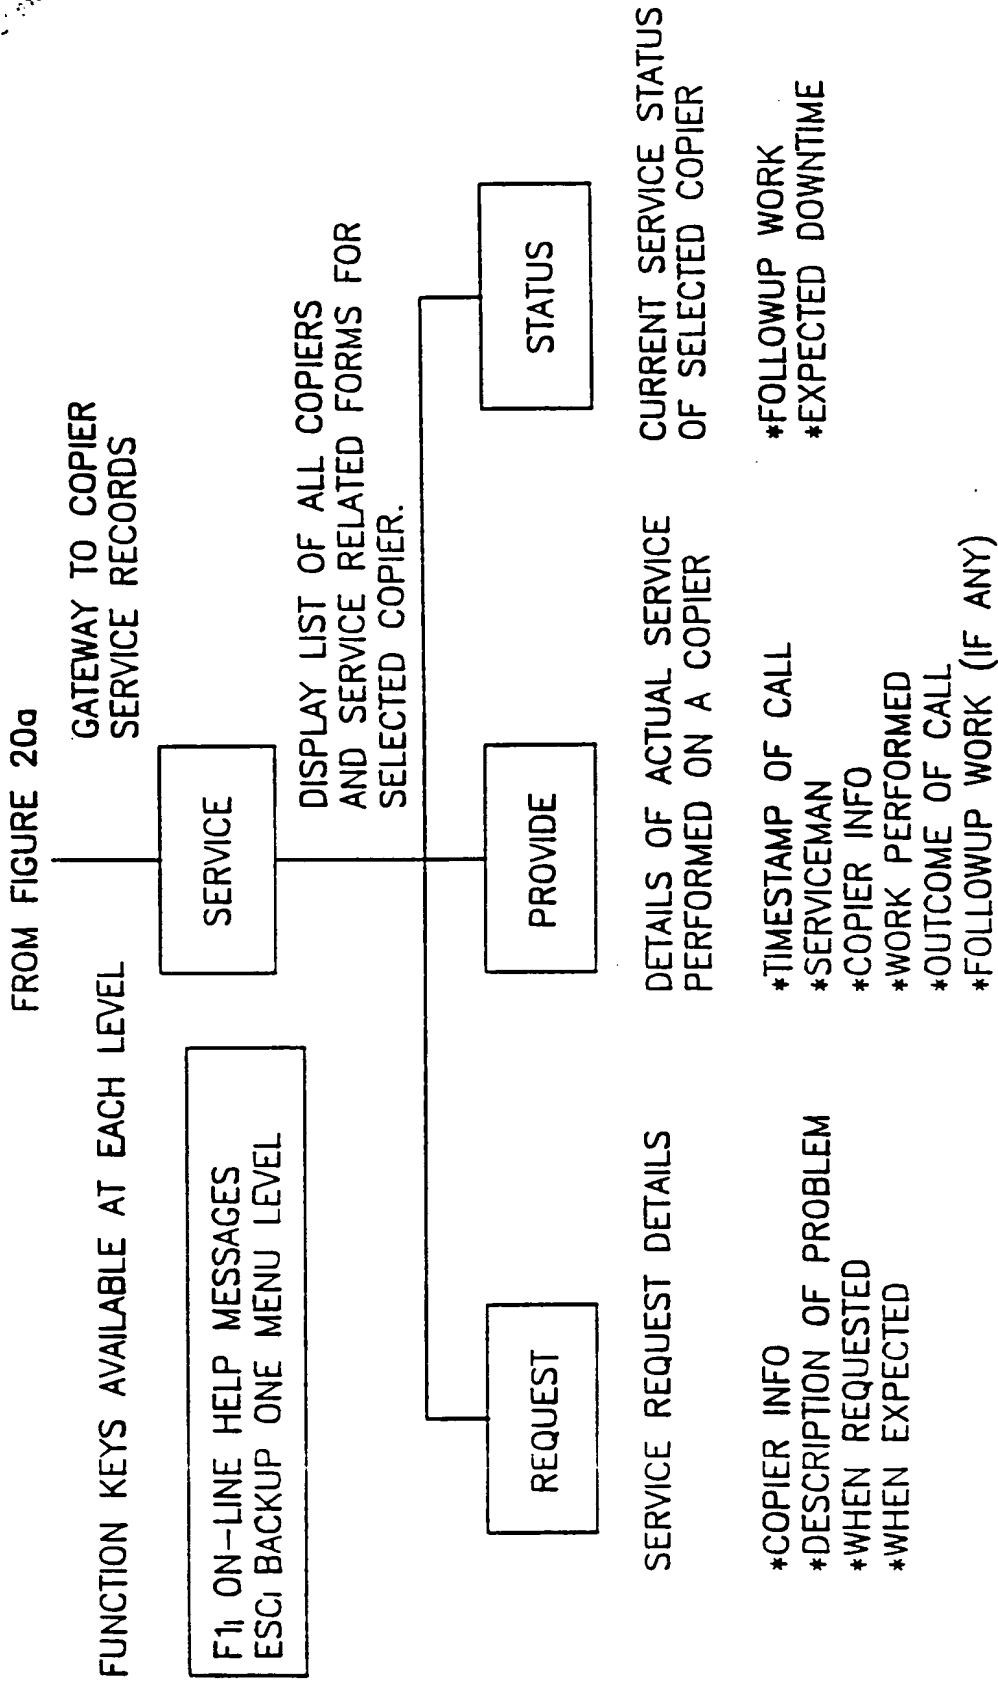 FROM FIGURE 20a
FUNCTION KEYS AVAILABLE AT EACH LEVEL
GATEWAY TO COPIER
SERVICE RECORDS
F1: ON-LINE HELP MESSAGES
ESC: BACKUP ONE MENU LEVEL
SERVICE
DISPLAY LIST OF ALL COPIERS
AND SERVICE RELATED FORMS FOR
SELECTED COPIER.
REQUEST
SERVICE REQUEST DETAILS
*COPIER INFO
*DESCRIPTION OF PROBLEM
*WHEN REQUESTED
*WHEN EXPECTED
PROVIDE
DETAILS OF ACTUAL SERVICE
PERFORMED ON A COPIER
*TIMESTAMP OF CALL
*SERVICEMAN
*COPIER INFO
*WORK PERFORMED
*OUTCOME OF CALL
*FOLLOWUP WORK (IF ANY)
STATUS
CURRENT SERVICE STATUS
OF SELECTED COPIER
*FOLLOWUP WORK
*EXPECTED DOWNTIME